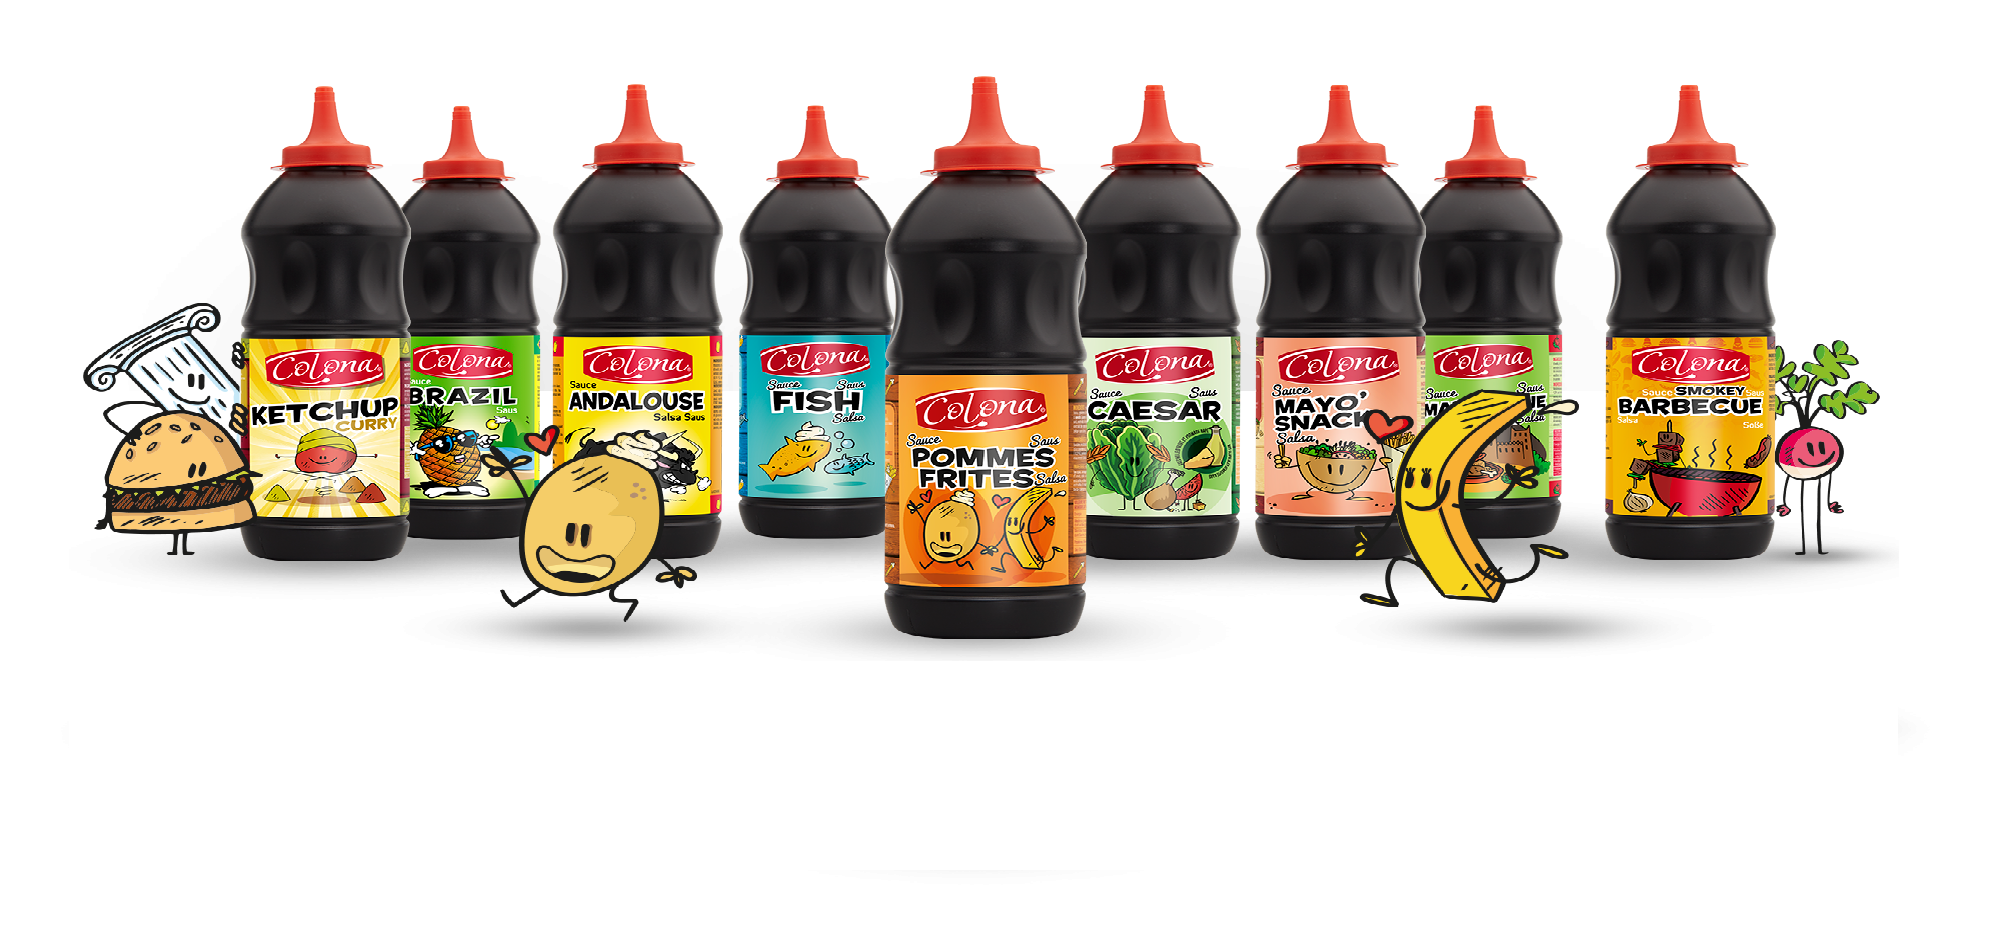 Colona
KETCHUP
CURRY
Colona
Sauce
BRAZIL
Saus
Colona
Sauce
ANDALOUSE
Salsa Saus
Colona
Sauce Saus
FISH
Salsa
Colona
Sauce Saus
POMMES
FRITES
Salsa
Colona
Sauce Saus
CAESAR
Colona
Sauce
MAYO'
SNACK
Salsa
Colona
Sauce Saus
Salsa
Colona
Sauce SMOKEY Saus
BARBECUE
Salsa Soße